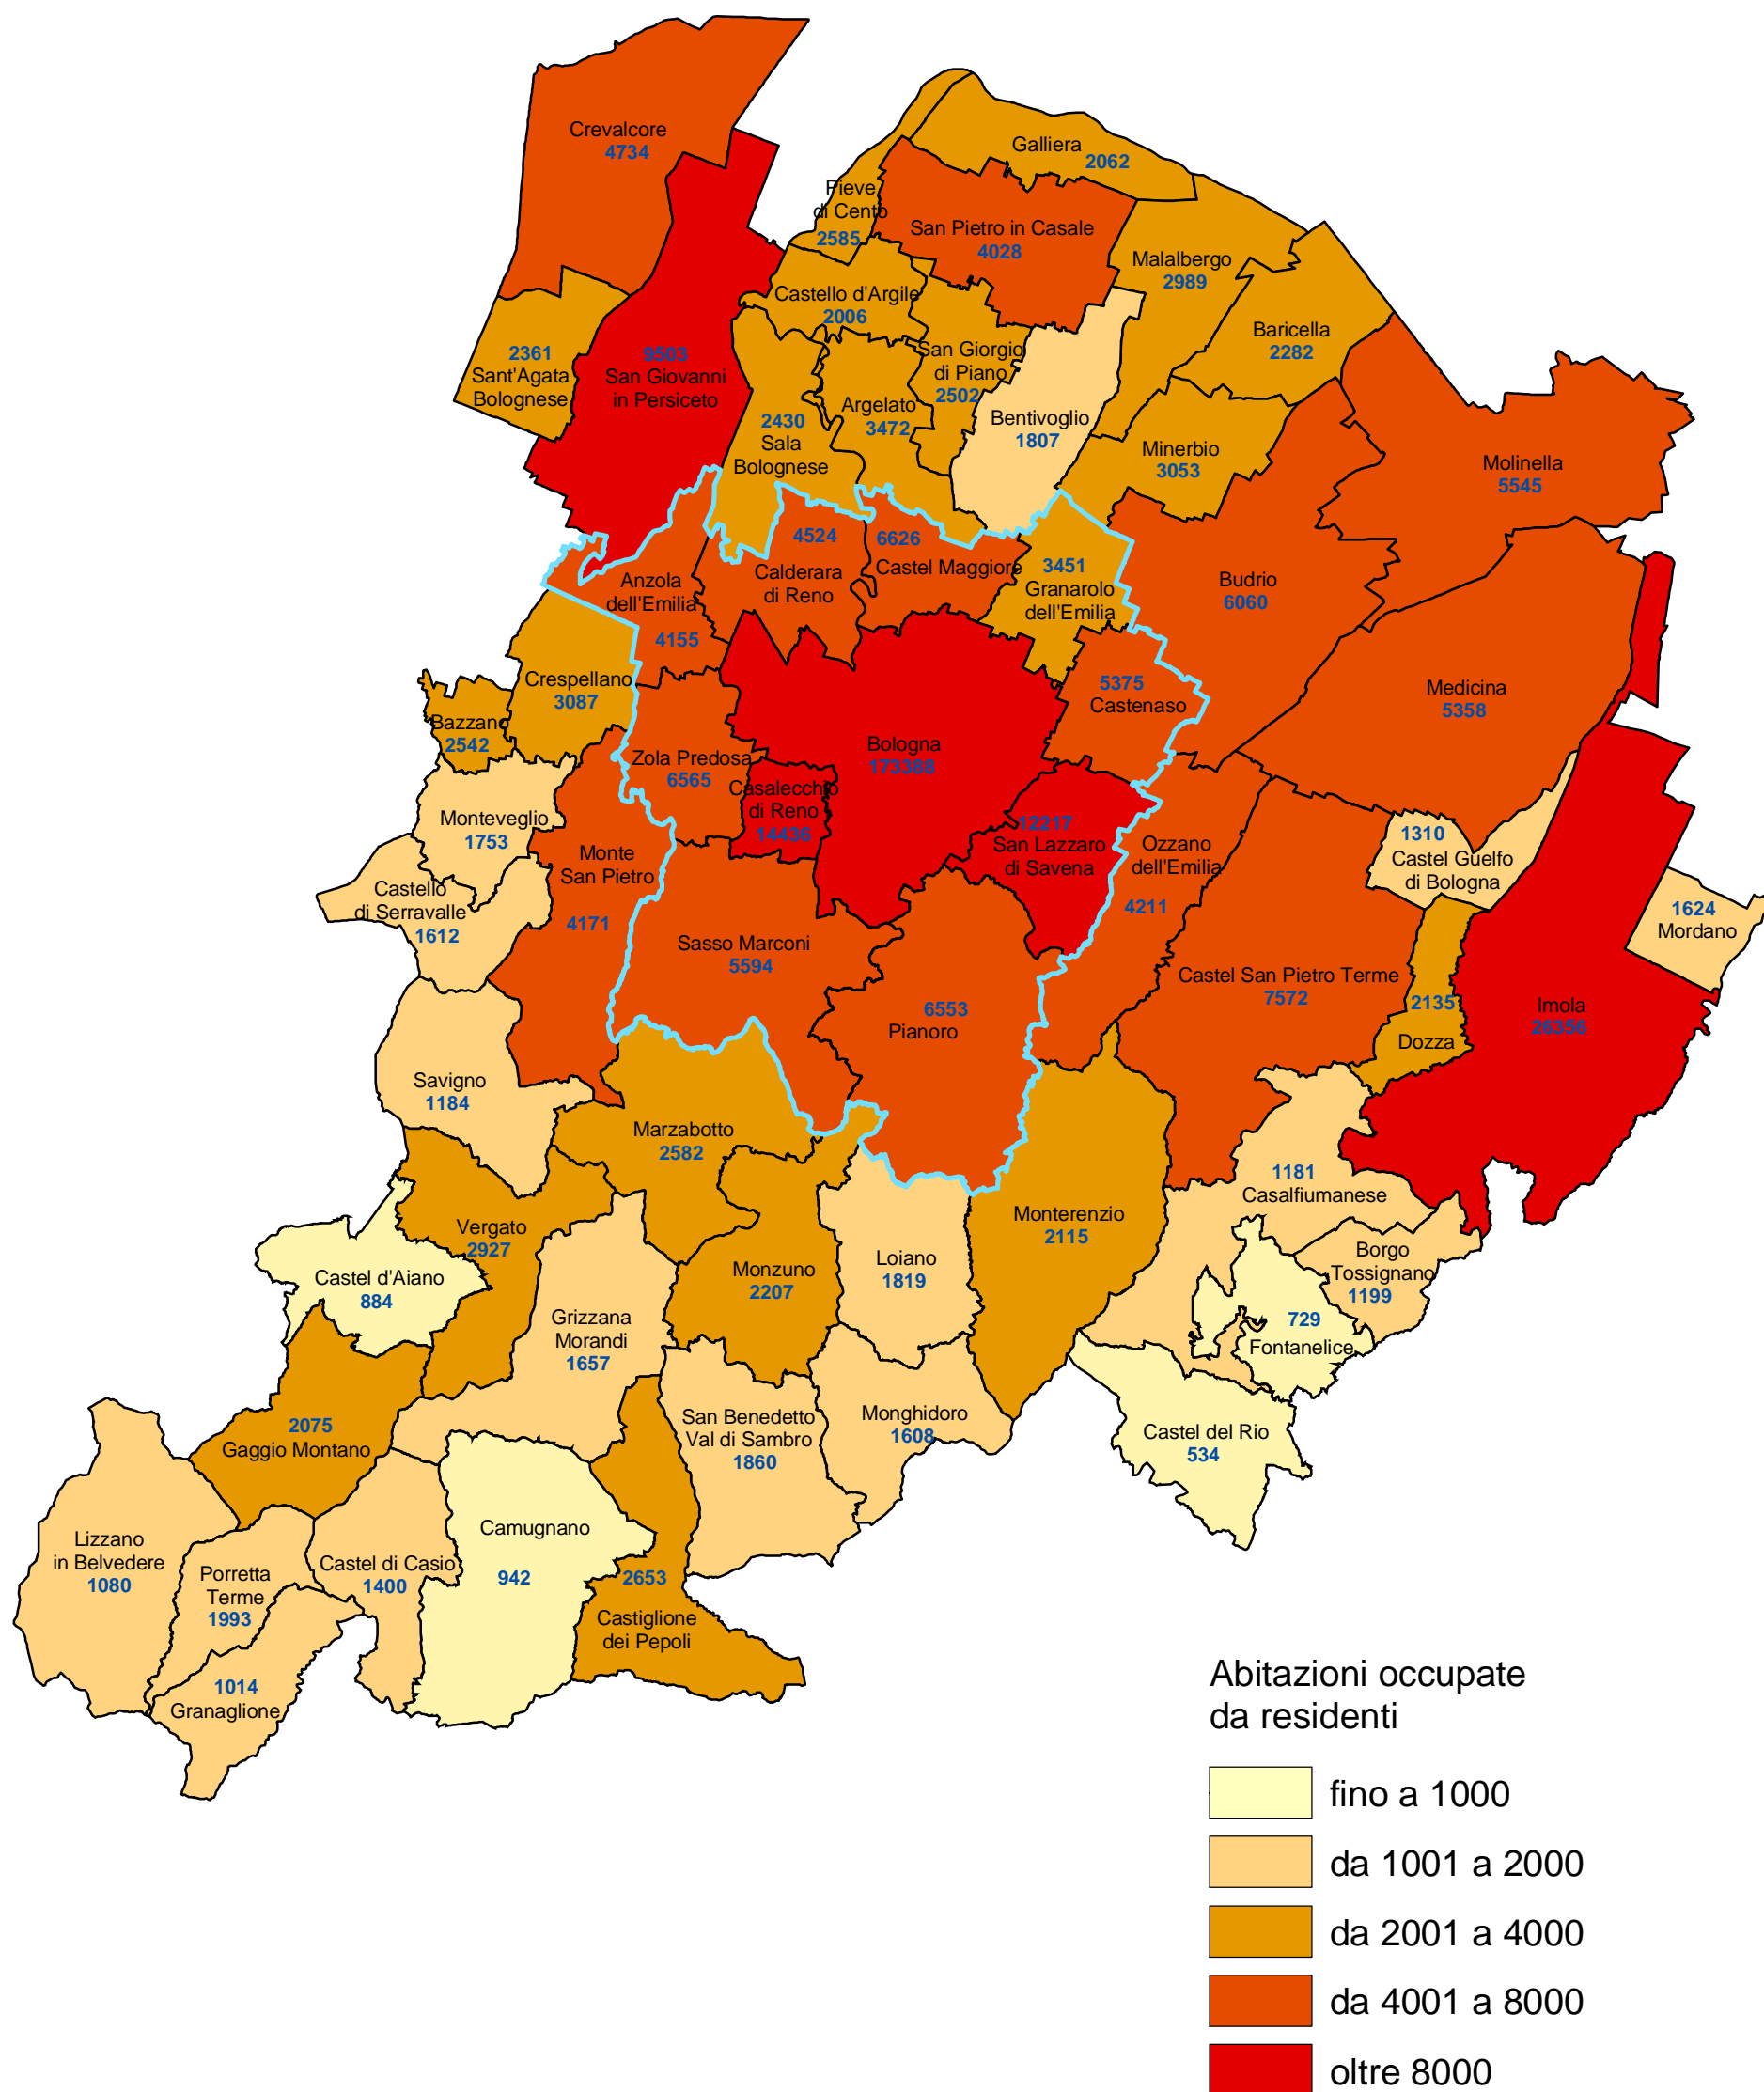 Crevalcore
4734
Galliera
2062
Pieve
di Cento
2585
San Pietro in Casale
4028
Malalbergo
2989
Castello d'Argile
2006
Baricella
2282
2361
Sant'Agata
Bolognese
9503
San Giovanni
in Persiceto
San Giorgio
di Piano
2502
Argelato
3472
Bentivoglio
1807
2430
Sala
Bolognese
Minerbio
3053
Molinella
5545
4524
Calderara
di Reno
6626
Castel Maggiore
3451
Granarolo
dell'Emilia
Anzola
dell'Emilia
4155
Budrio
6060
Crespellano
3087
5375
Castenaso
Medicina
5358
Bazzano
2542
Zola Predosa
6565
Bologna
173388
Casalecchio
di Reno
14436
Monteveglio
1753
12217
San Lazzaro
di Savena
Ozzano
dell'Emilia
4211
1310
Castel Guelfo
di Bologna
Monte
San Pietro
4171
Castello
di Serravalle
1612
1624
Mordano
Sasso Marconi
5594
Castel San Pietro Terme
7572
2135
Dozza
Imola
26356
6553
Pianoro
Savigno
1184
Marzabotto
2582
1181
Casalfiumanese
Vergato
2927
Monterenzio
2115
Castel d'Aiano
884
Monzuno
2207
Loiano
1819
Borgo
Tossignano
1199
Grizzana
Morandi
1657
729
Fontanelice
2075
Gaggio Montano
San Benedetto
Val di Sambro
1860
Monghidoro
1608
Castel del Rio
534
Lizzano
in Belvedere
1080
Porretta
Terme
1993
Castel di Casio
1400
Camugnano
942
2653
Castiglione
dei Pepoli
1014
Granaglione
Abitazioni occupate
da residenti
fino a 1000
da 1001 a 2000
da 2001 a 4000
da 4001 a 8000
oltre 8000